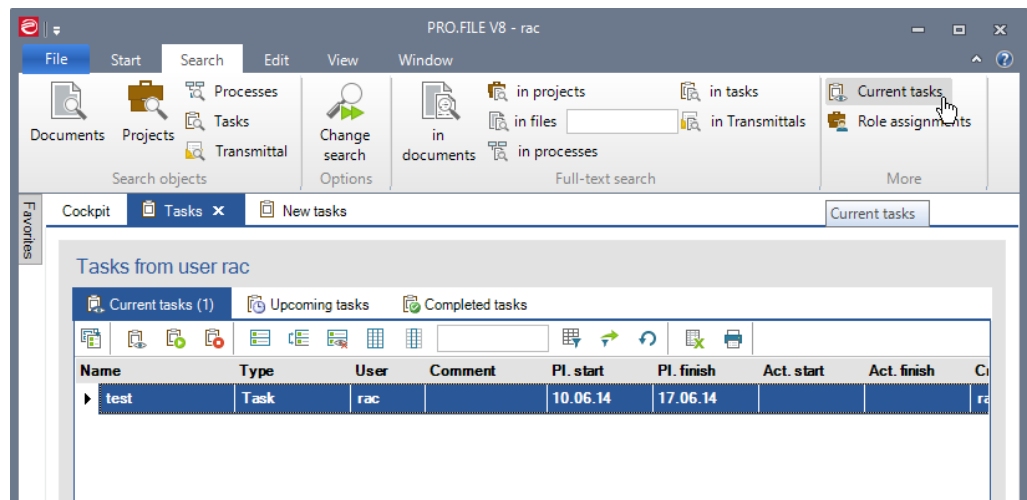 PRO.FILE V8 - rac
File Start Search Edit View Window
Processes in projects in tasks Current tasks
Tasks in files in Transmittals Role assignments
Documents Projects Transmittal Change search in documents in processes
Search objects Options Full-text search More
Favorites
Cockpit Tasks New tasks Current tasks
Tasks from user rac
Current tasks (1) Upcoming tasks Completed tasks
Name Type User Comment Pl. start Pl. finish Act. start Act. finish
test Task rac 10.06.14 17.06.14